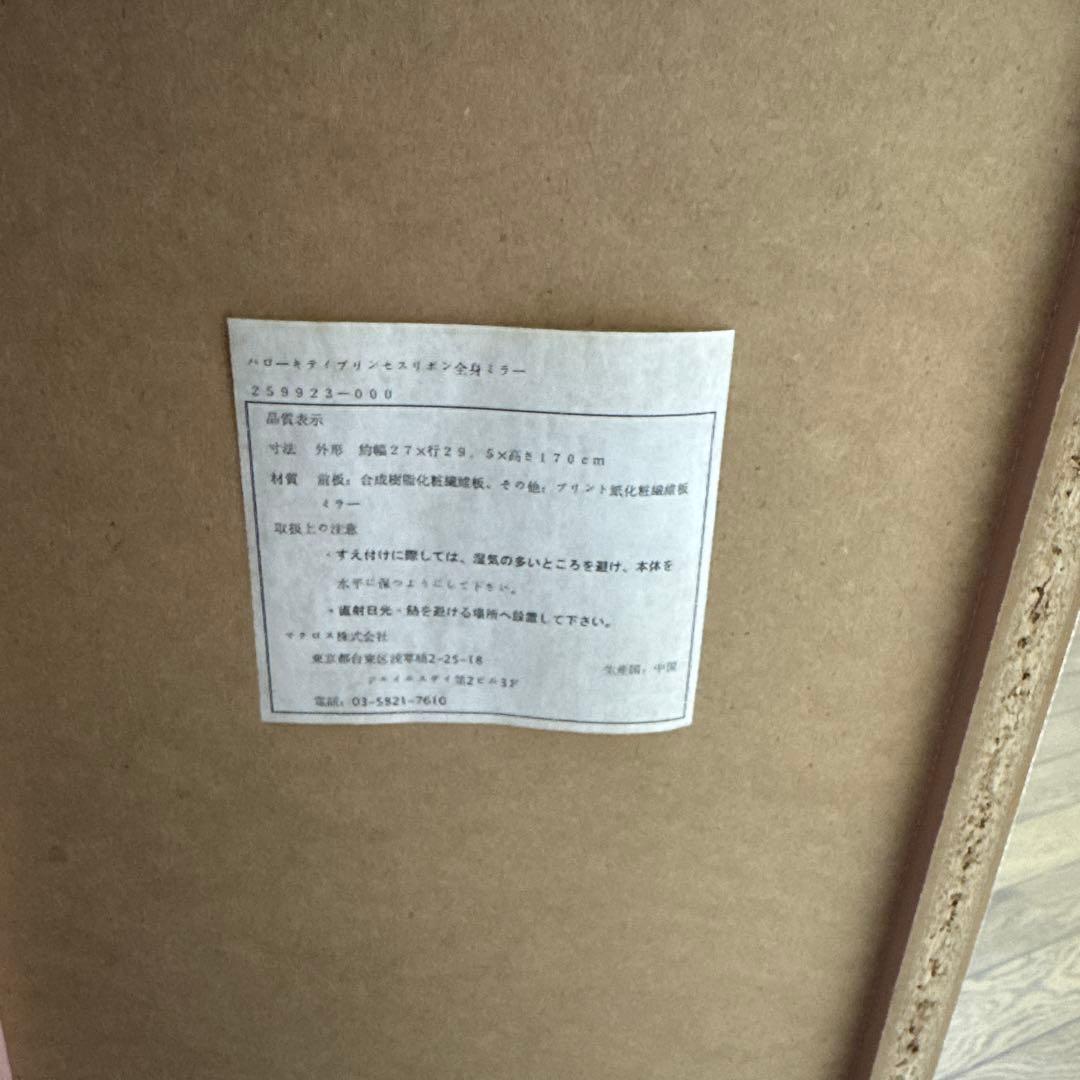 ハローキティプリンセスリボン全身ミラー
259923-000
品質表示
寸法 外形 約幅27×行29.5×高さ170cm
材質 前板：合成樹脂化粧繊維板、その他：プリント紙化粧繊維板
ミラー
取扱上の注意
・すえ付けに際しては、湿気の多いところを避け、本体を
水平に保つようにして下さい。
・直射日光・熱を避ける場所へ設置して下さい。
マクロス株式会社
東京都台東区浅草橋2-25-18
第2ビル3F
生産国：中国
電話：03-5821-7610